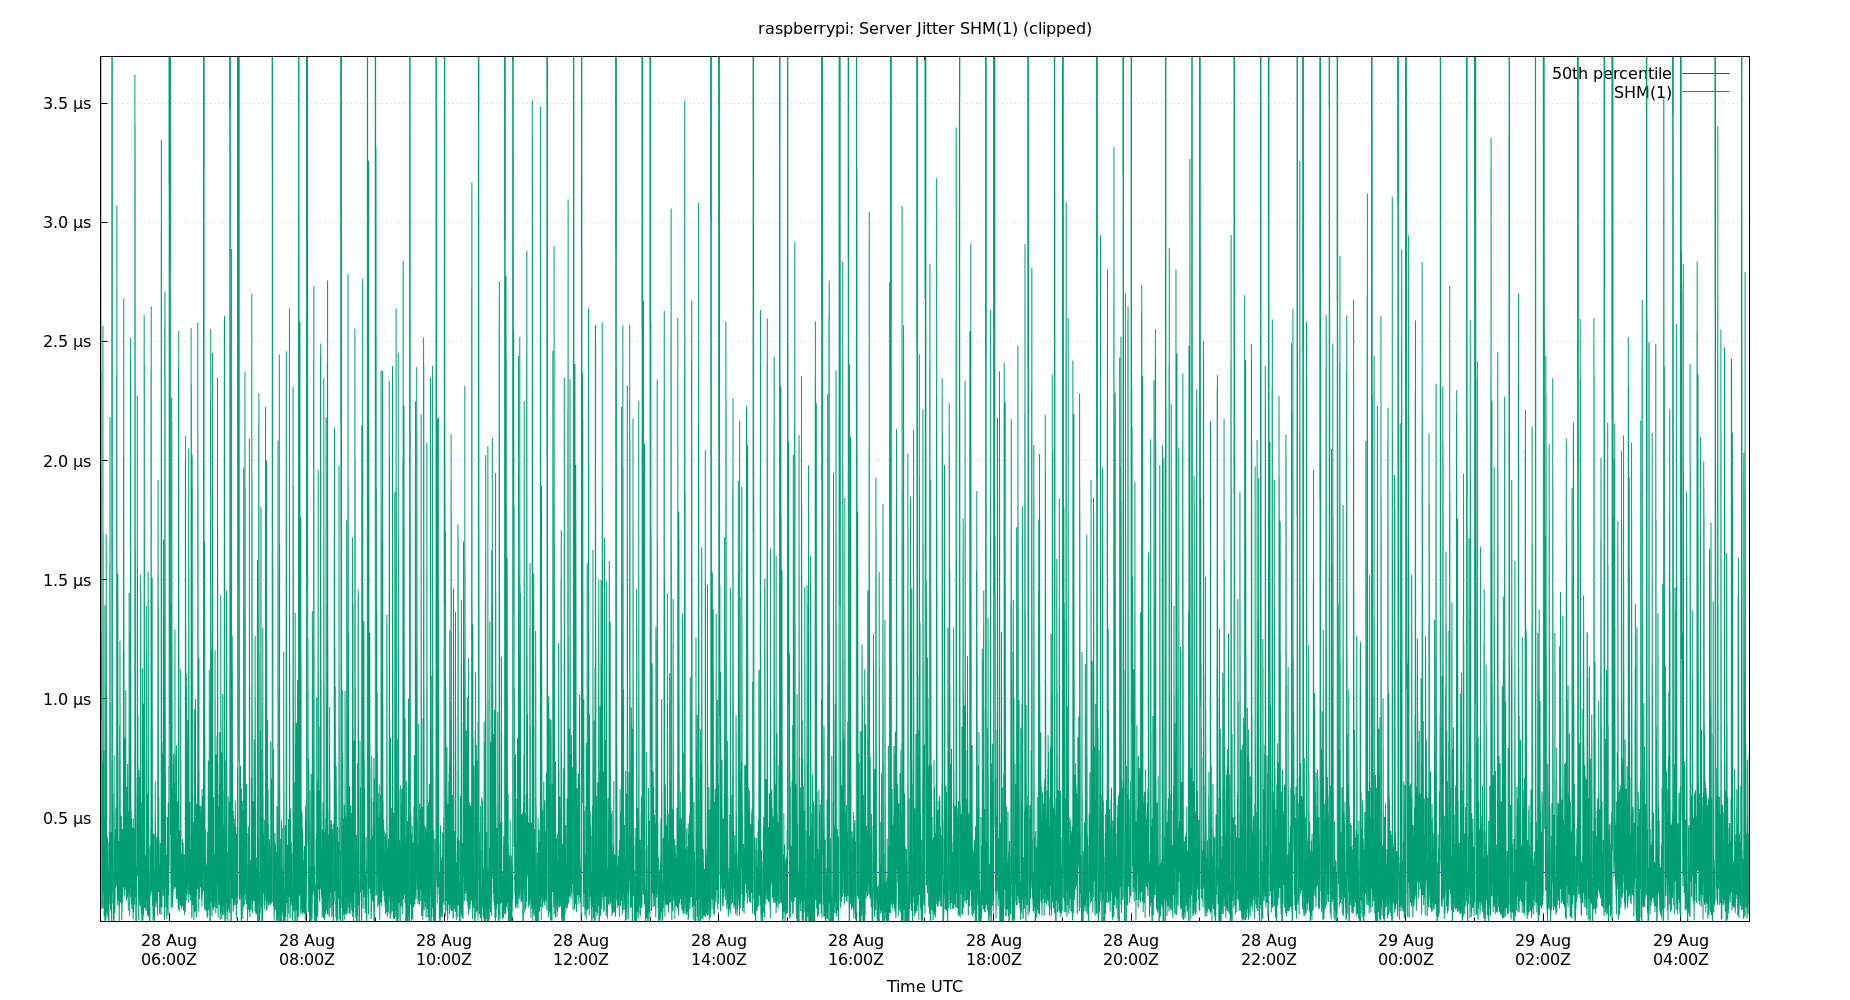 raspberrypi: Server Jitter SHM(1) (clipped)
50th percentile
SHM(1)
3.5 µs
3.0 µs
2.5 µs
2.0 µs
1.5 µs
1.0 µs
0.5 µs
28 Aug 28 Aug 28 Aug 28 Aug 28 Aug 28 Aug 28 Aug 28 Aug 28 Aug 29 Aug 29 Aug 29 Aug
06:00Z 08:00Z 10:00Z 12:00Z 14:00Z 16:00Z 18:00Z 20:00Z 22:00Z 00:00Z 02:00Z 04:00Z
Time UTC